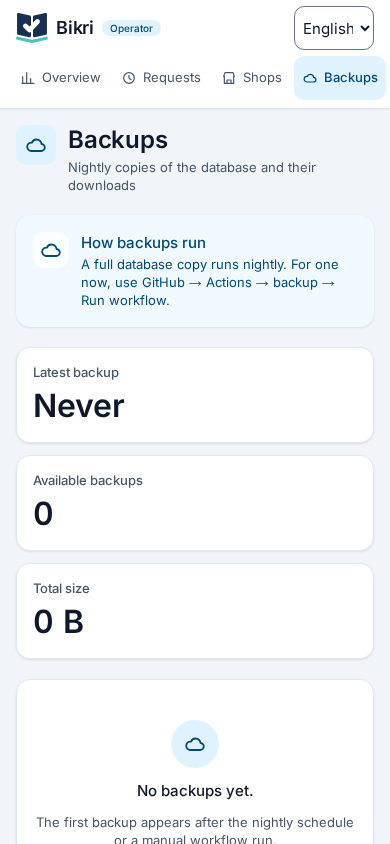 Bikri
Operator
English
Overview
Requests
Shops
Backups
Backups
Nightly copies of the database and their
downloads
How backups run
A full database copy runs nightly. For one
now, use GitHub → Actions → backup →
Run workflow.
Latest backup
Never
Available backups
0
Total size
0 B
No backups yet.
The first backup appears after the nightly schedule
or a manual workflow run.